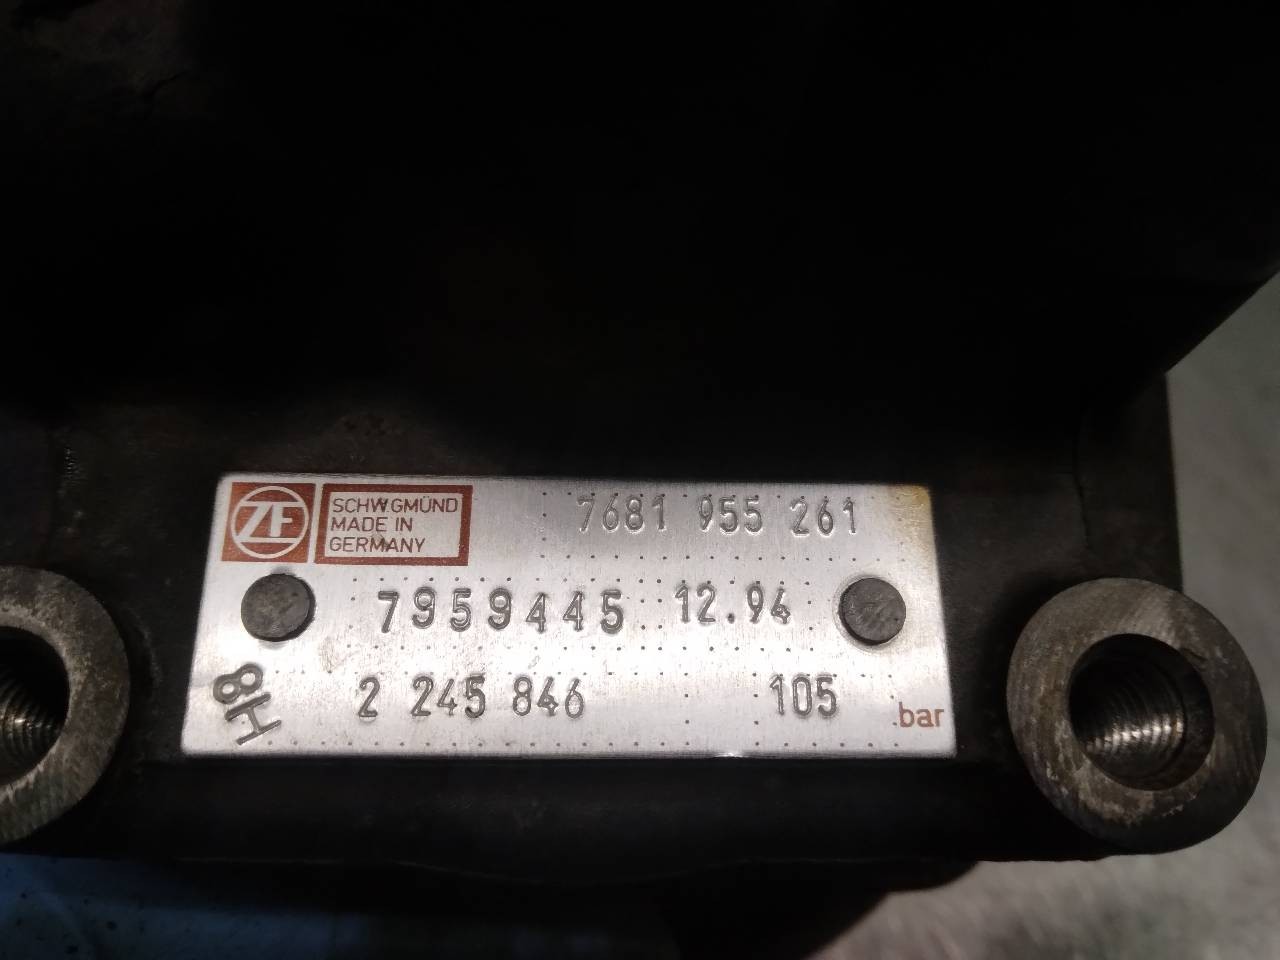 ZF
SCHW.GMÜND
MADE IN
GERMANY
7681 955 261
7959445 12.94
8H
2 245 846 105 bar